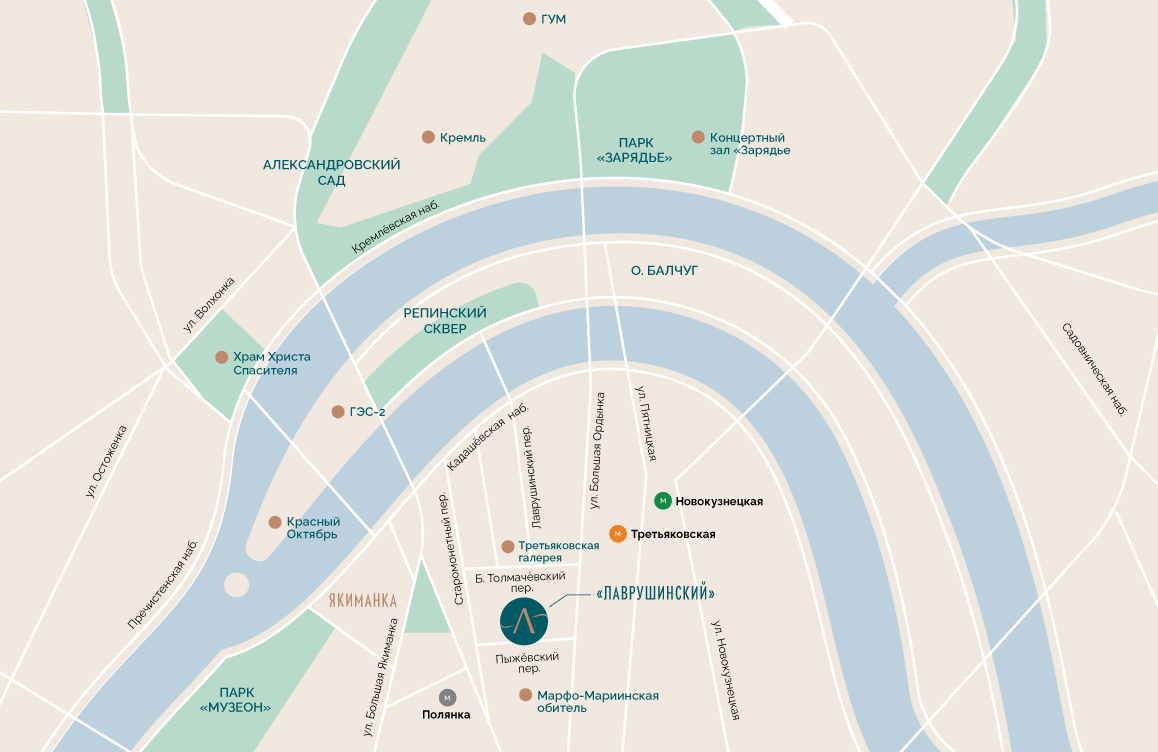 ГУМ
Кремль
ПАРК
«ЗАРЯДЬЕ»
Концертный
зал «Зарядье
АЛЕКСАНДРОВСКИЙ
САД
Кремлёвская наб.
О. БАЛЧУГ
ул. Волхонка
РЕПИНСКИЙ
СКВЕР
Храм Христа
Спасителя
Садовническая наб.
ГЭС-2
Кадашёвская наб.
ул. Остоженка
Лаврушинский пер.
ул. Большая Ордынка
ул. Пятницкая
М
Новокузнецкая
Красный
Октябрь
М
Третьяковская
Старомонетный пер.
Третьяковская
галерея
Пречистенская наб.
Б. Толмачёвский
пер.
ЯКИМАНКА
«ЛАВРУШИНСКИЙ»
Л
ул. Большая Якиманка
ул. Новокузнецкая
Пыжёвский
пер.
ПАРК
«МУЗЕОН»
М
Полянка
Марфо-Мариинская
обитель